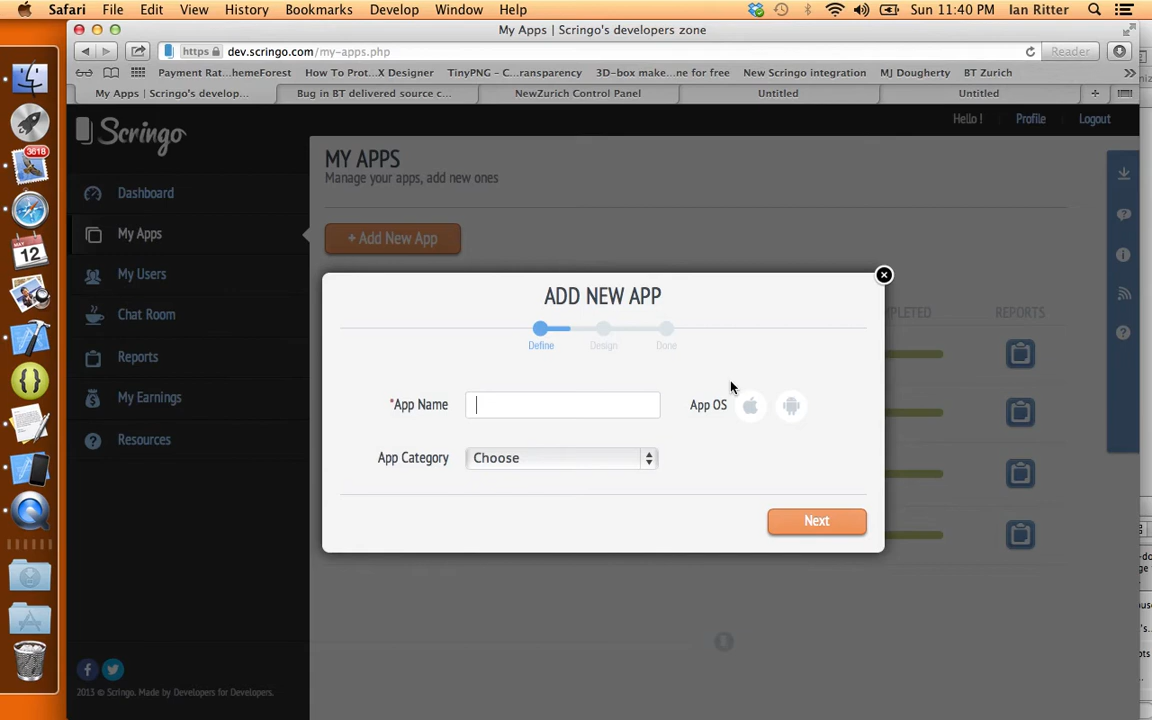 Safari File Edit View History Bookmarks Develop Window Help Sun 11:40 PM Ian Ritter
My Apps | Scringo's developers zone
https dev.scringo.com/my-apps.php Reader
Payment Rat...hemeForest How To Prot...X Designer TinyPNG – C...ransparency 3D-box make...ne for free New Scringo integration MJ Dougherty BT Zurich
My Apps | Scringo's develop... Bug in BT delivered source c... NewZurich Control Panel Untitled Untitled
Scringo
Hello ! Profile Logout
MY APPS
Manage your apps, add new ones
Dashboard
My Apps
+ Add New App
My Users
Chat Room
Reports
My Earnings
Resources
REPORTS
ADD NEW APP
Define Design Done
*App Name App OS
App Category Choose
Next
3618
MAY
12
2013 © Scringo. Made by Developers for Developers.